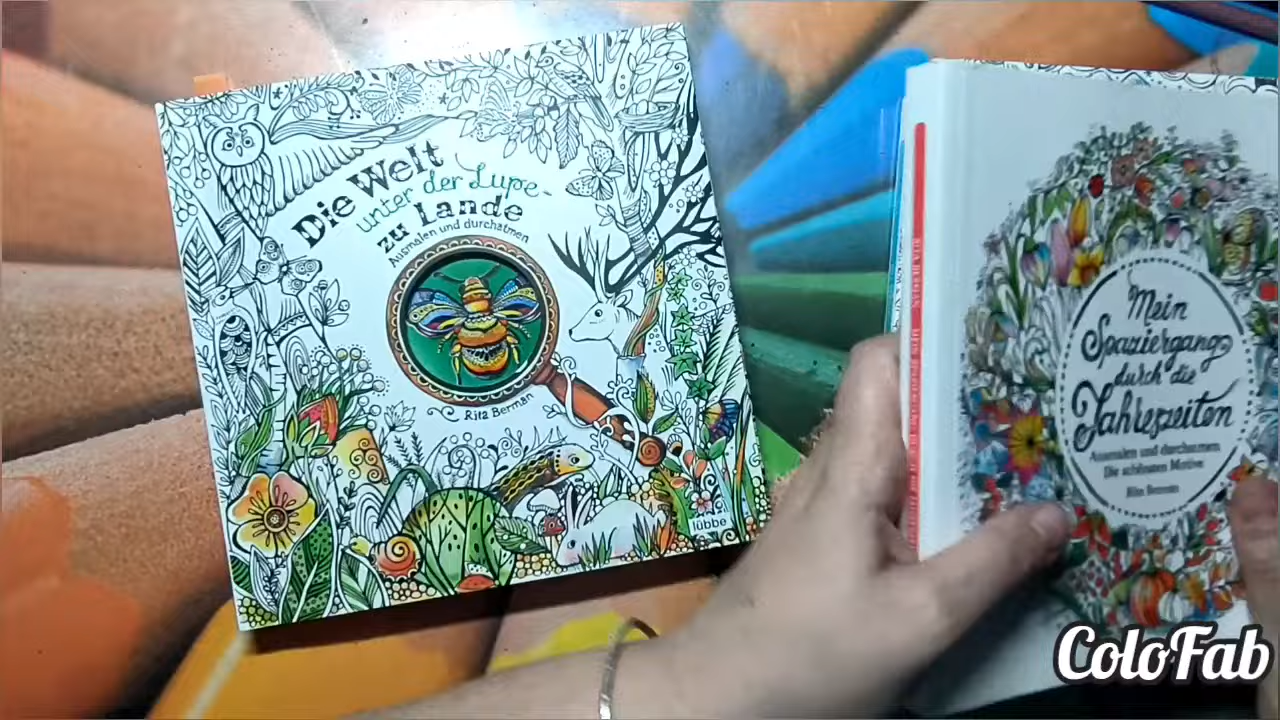 Die Welt
unter der Lupe-
zu Lande
Ausmalen und durchatmen
Rita Berman
lübbe
Mein
Spaziergang
durch die
Jahreszeiten
Ausmalen und durchatmen.
Die schönsten Motive
Rita Berman
ColoFab